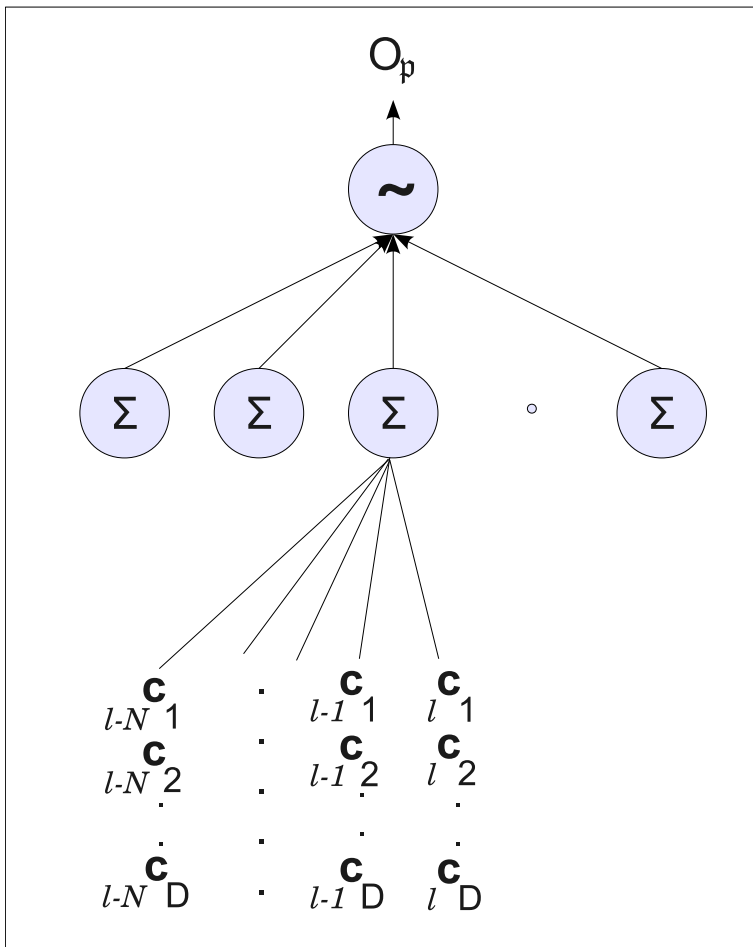 O𝔭
~
Σ Σ Σ Σ
l-N c 1 . l-1 c 1 l c 1
l-N c 2 . l-1 c 2 l c 2
. . . .
. . . .
l-N c D . l-1 c D l c D